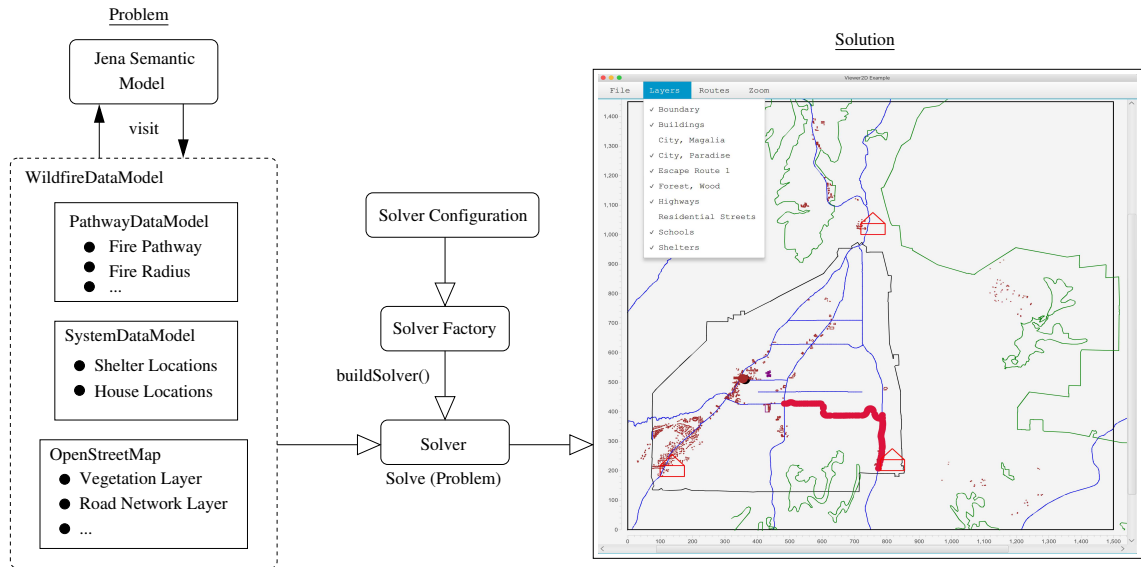 Problem
Jena Semantic
Model
visit
WildfireDataModel
PathwayDataModel
Fire Pathway
Fire Radius
...
SystemDataModel
Shelter Locations
House Locations
OpenStreetMap
Vegetation Layer
Road Network Layer
...
Solver Configuration
Solver Factory
buildSolver()
Solver
Solve (Problem)
Solution
Viewer2D Example
File Layers Routes Zoom
✓ Boundary
✓ Buildings
City, Magalia
✓ City, Paradise
✓ Escape Route 1
✓ Forest, Wood
✓ Highways
Residential Streets
✓ Schools
✓ Shelters
1,400
1,300
1,200
1,100
1,000
900
800
700
600
500
400
300
200
100
0
0 100 200 300 400 500 600 700 800 900 1,000 1,100 1,200 1,300 1,400 1,500